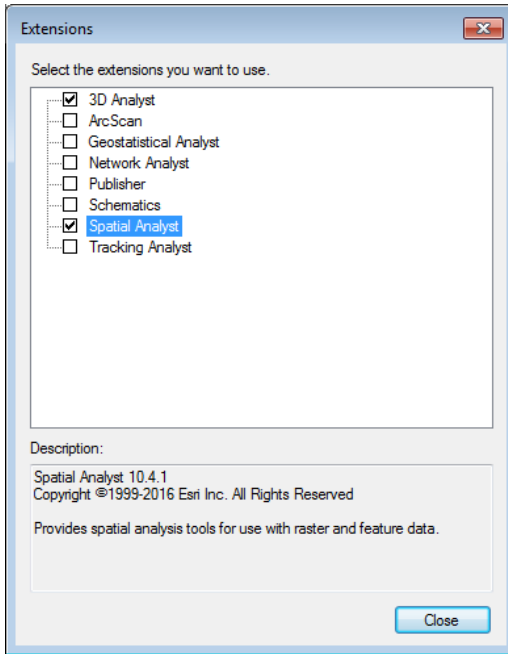 Extensions
Select the extensions you want to use.
3D Analyst
ArcScan
Geostatistical Analyst
Network Analyst
Publisher
Schematics
Spatial Analyst
Tracking Analyst
Description:
Spatial Analyst 10.4.1
Copyright ©1999-2016 Esri Inc. All Rights Reserved
Provides spatial analysis tools for use with raster and feature data.
Close